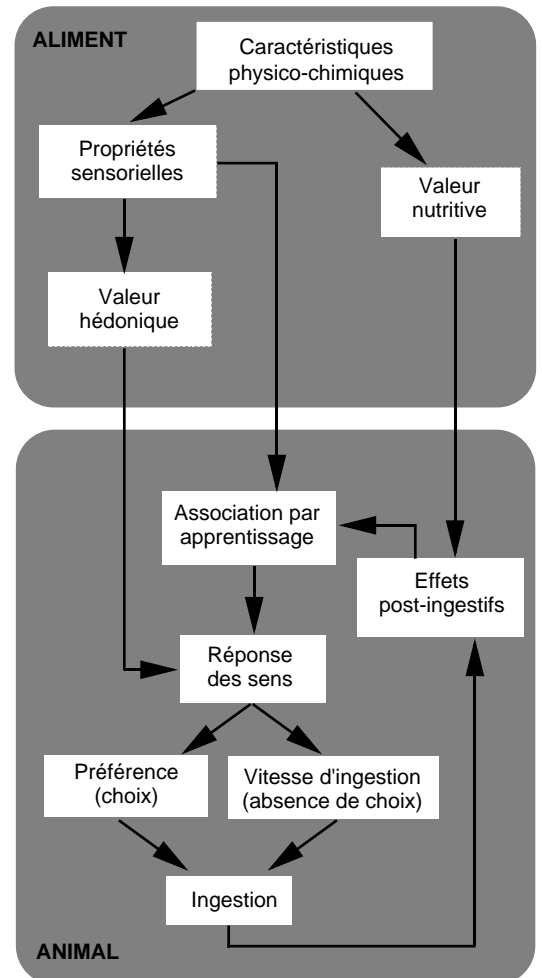 ALIMENT
Caractéristiques
physico-chimiques
Propriétés
sensorielles
Valeur
nutritive
Valeur
hédonique
Association par
apprentissage
Effets
post-ingestifs
Réponse
des sens
Préférence
(choix)
Vitesse d'ingestion
(absence de choix)
Ingestion
ANIMAL